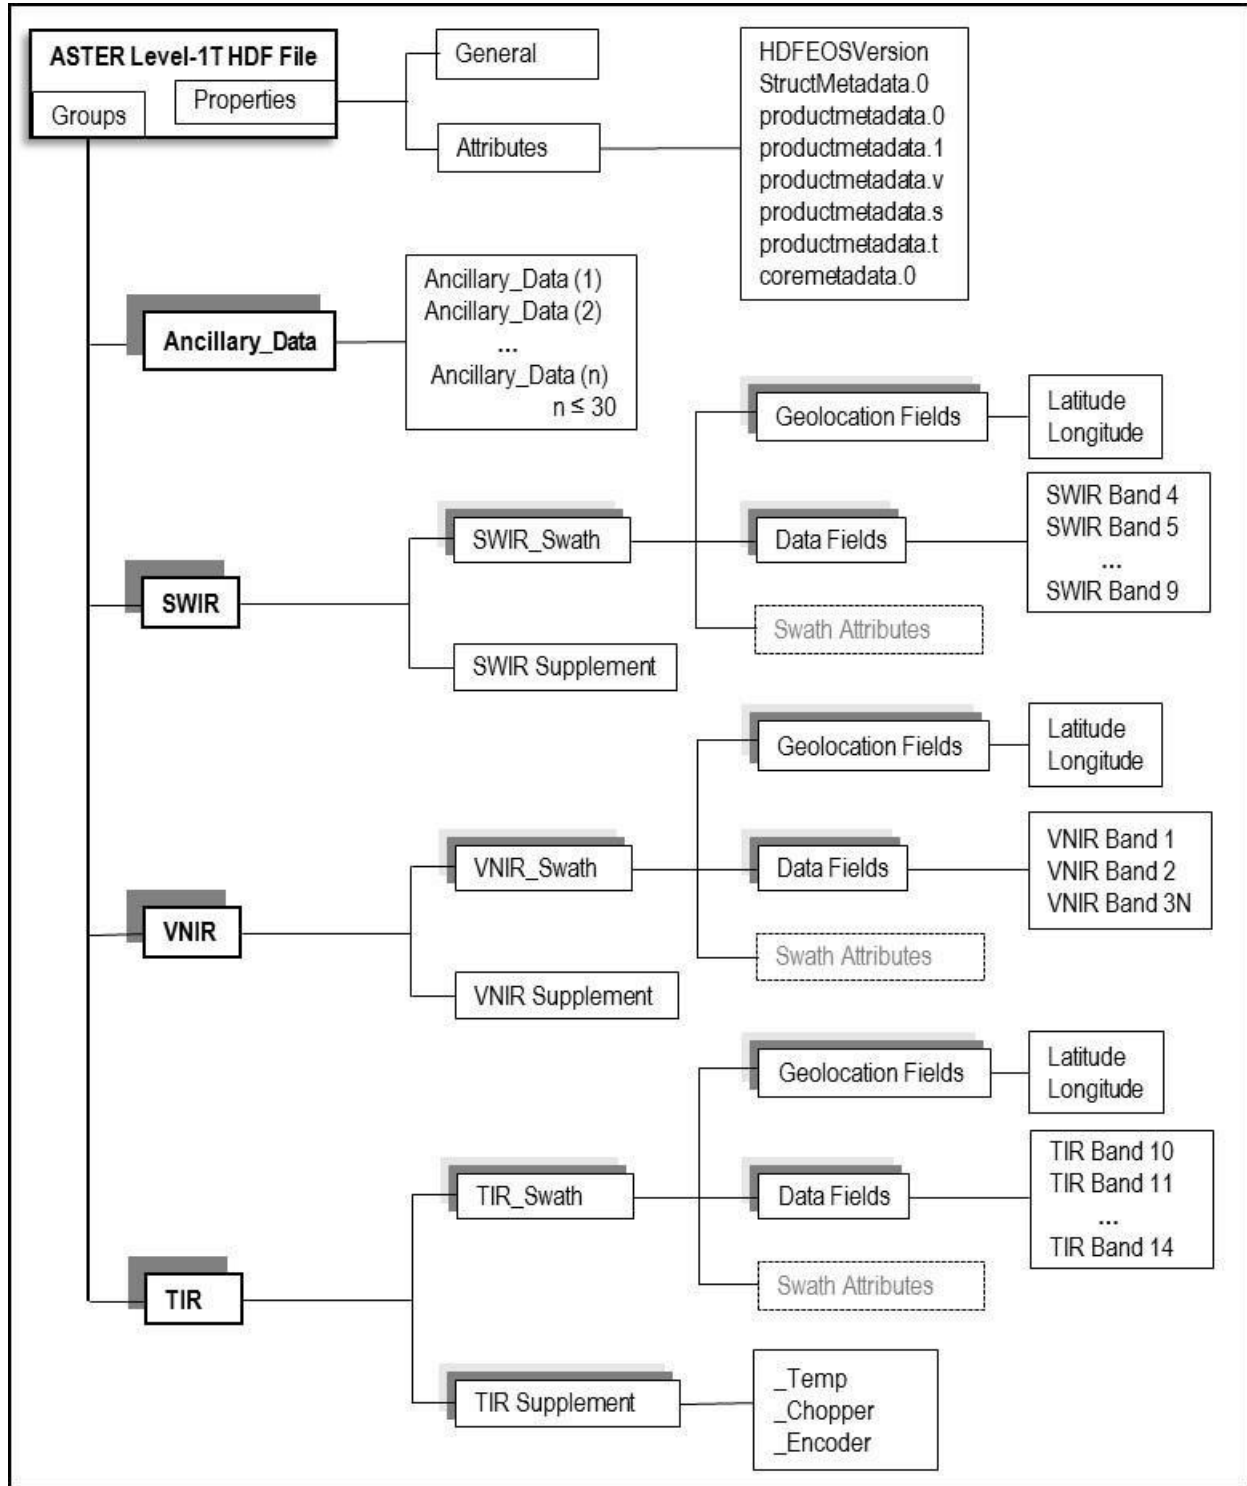 ASTER Level-1T HDF File
Groups
Properties
General
Attributes
HDFEOSVersion
StructMetadata.0
productmetadata.0
productmetadata.1
productmetadata.v
productmetadata.s
productmetadata.t
coremetadata.0
Ancillary_Data
Ancillary_Data (1)
Ancillary_Data (2)
...
Ancillary_Data (n)
n ≤ 30
SWIR
SWIR_Swath
Geolocation Fields
Latitude
Longitude
Data Fields
SWIR Band 4
SWIR Band 5
...
SWIR Band 9
Swath Attributes
SWIR Supplement
VNIR
VNIR_Swath
Geolocation Fields
Latitude
Longitude
Data Fields
VNIR Band 1
VNIR Band 2
VNIR Band 3N
Swath Attributes
VNIR Supplement
TIR
TIR_Swath
Geolocation Fields
Latitude
Longitude
Data Fields
TIR Band 10
TIR Band 11
...
TIR Band 14
Swath Attributes
TIR Supplement
_Temp
_Chopper
_Encoder